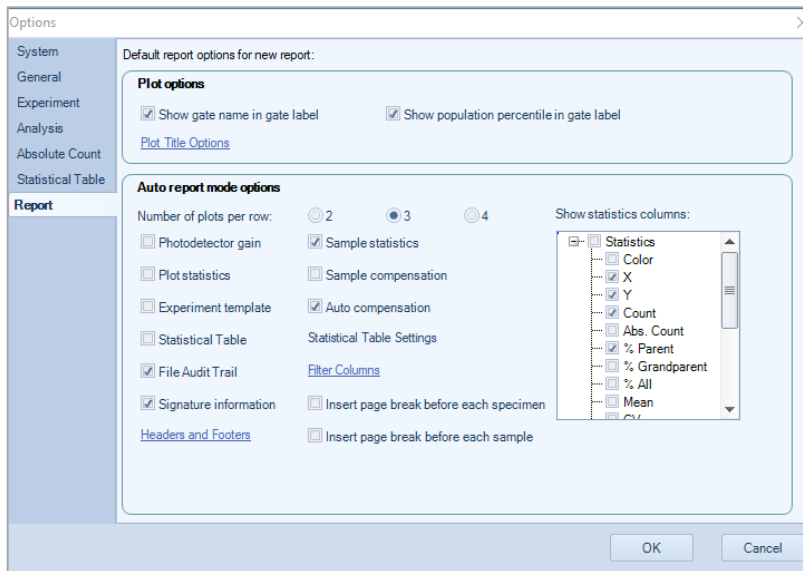 Options
System
General
Experiment
Analysis
Absolute Count
Statistical Table
Report
Default report options for new report:
Plot options
Show gate name in gate label
Show population percentile in gate label
Plot Title Options
Auto report mode options
Number of plots per row:
2
3
4
Photodetector gain
Sample statistics
Plot statistics
Sample compensation
Experiment template
Auto compensation
Statistical Table
Statistical Table Settings
File Audit Trail
Filter Columns
Signature information
Insert page break before each specimen
Headers and Footers
Insert page break before each sample
Show statistics columns:
Statistics
Color
X
Y
Count
Abs. Count
% Parent
% Grandparent
% All
Mean
OK
Cancel